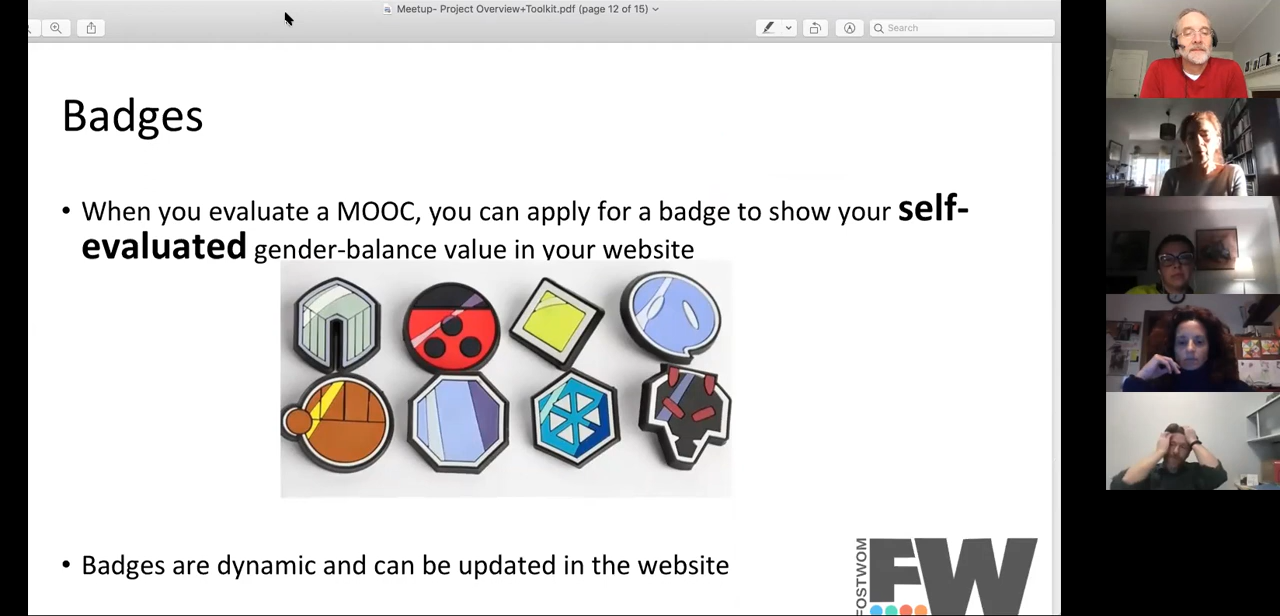 Meetup- Project Overview+Toolkit.pdf (page 12 of 15)
Search
Badges
• When you evaluate a MOOC, you can apply for a badge to show your self-
evaluated gender-balance value in your website
• Badges are dynamic and can be updated in the website
FOSTWOM
FW